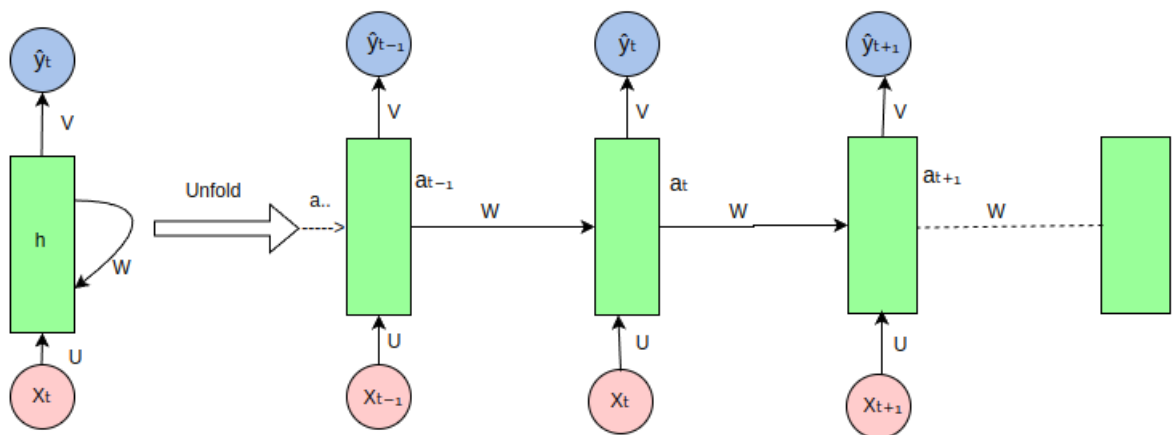 ŷt
ŷt−1
ŷt
ŷt+1
V
V
V
V
Unfold
a..
at−1
at
at+1
h
W
W
W
W
U
U
U
U
Xt
Xt−1
Xt
Xt+1